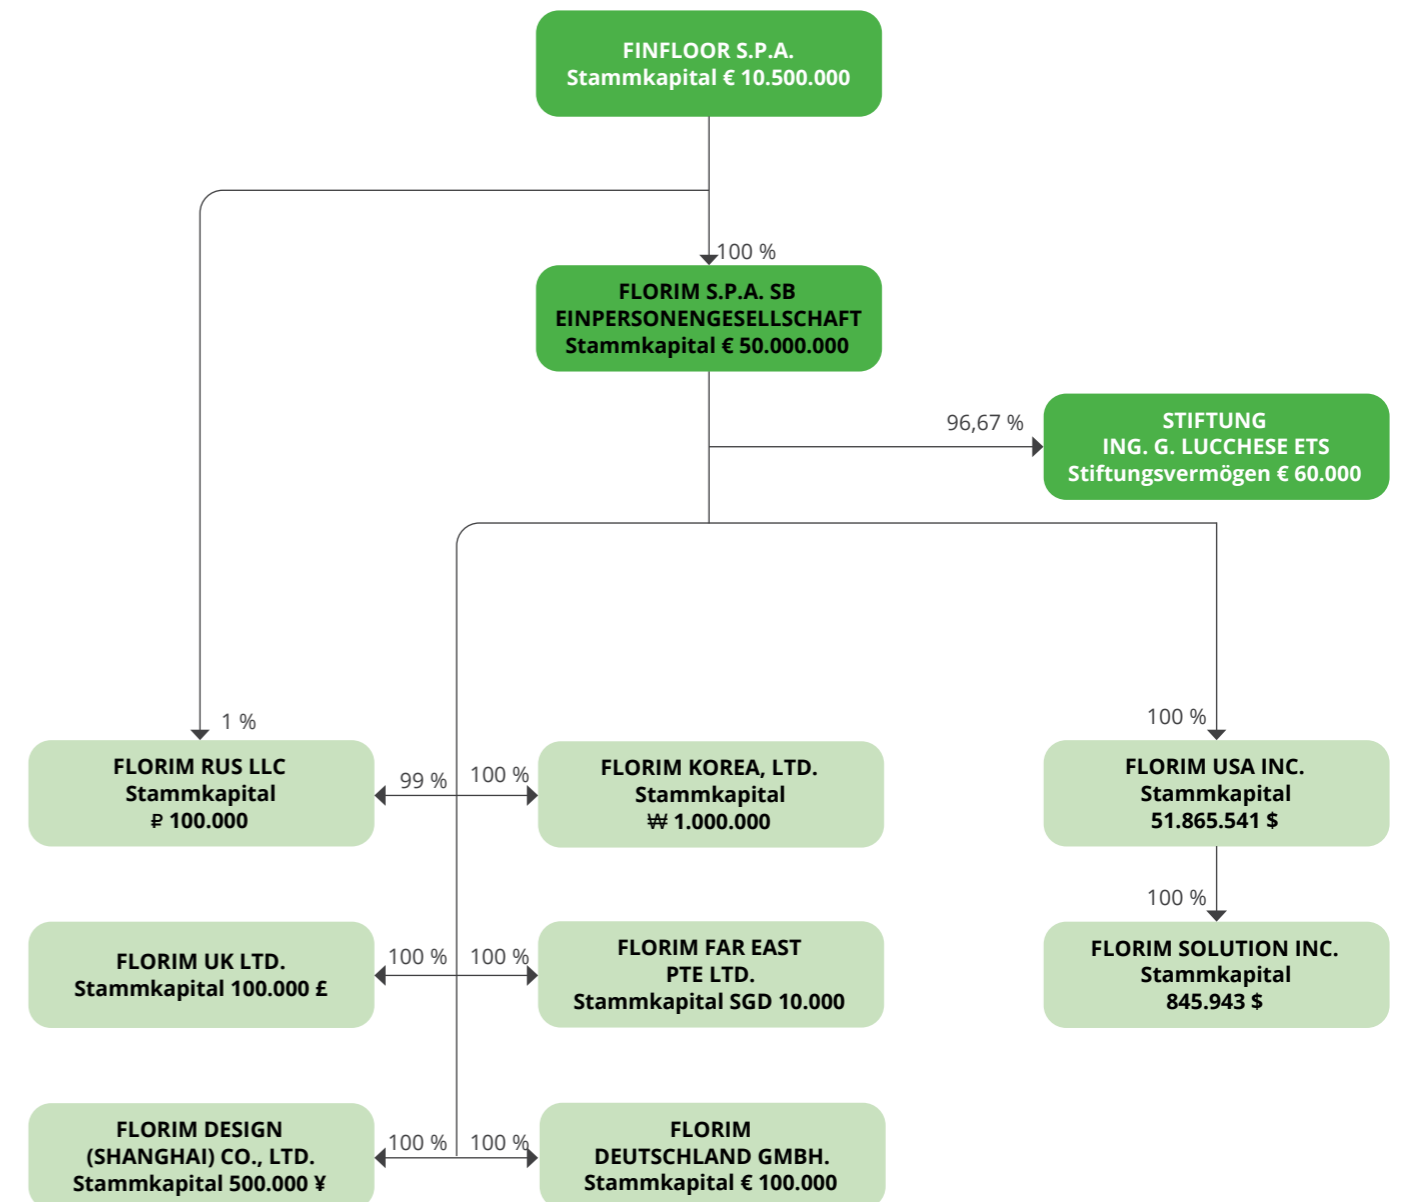 FINFLOOR S.P.A.
Stammkapital € 10.500.000
100 %
FLORIM S.P.A. SB
EINPERSONENGESELLSCHAFT
Stammkapital € 50.000.000
96,67 %
STIFTUNG
ING. G. LUCCHESE ETS
Stiftungsvermögen € 60.000
1 %
100 %
FLORIM RUS LLC
Stammkapital
₽ 100.000
99 %
100 %
FLORIM KOREA, LTD.
Stammkapital
₩ 1.000.000
FLORIM USA INC.
Stammkapital
51.865.541 $
100 %
FLORIM UK LTD.
Stammkapital 100.000 £
100 %
100 %
FLORIM FAR EAST
PTE LTD.
Stammkapital SGD 10.000
FLORIM SOLUTION INC.
Stammkapital
845.943 $
FLORIM DESIGN
(SHANGHAI) CO., LTD.
Stammkapital 500.000 ¥
100 %
100 %
FLORIM
DEUTSCHLAND GMBH.
Stammkapital € 100.000